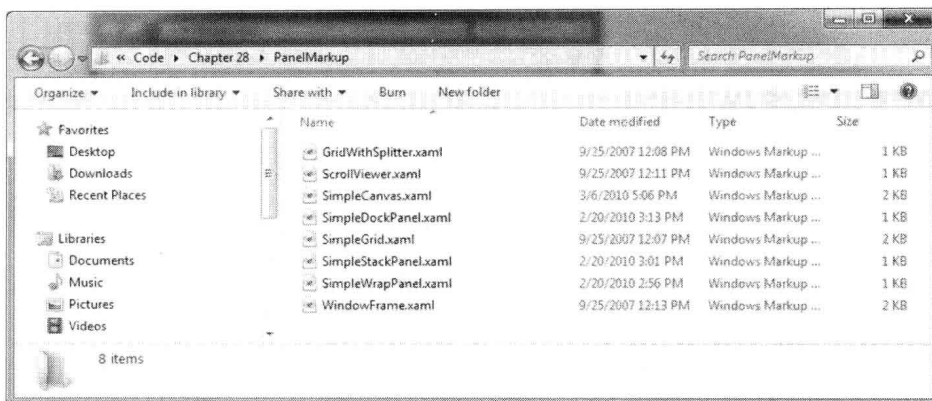 « Code ▸ Chapter 28 ▸ PanelMarkup
Search PanelMarkup
Organize ▾ Include in library ▾ Share with ▾ Burn New folder
Favorites
Desktop
Downloads
Recent Places
Libraries
Documents
Music
Pictures
Videos
Name Date modified Type Size
GridWithSplitter.xaml 9/25/2007 12:08 PM Windows Markup ... 1 KB
ScrollViewer.xaml 9/25/2007 12:11 PM Windows Markup ... 1 KB
SimpleCanvas.xaml 3/6/2010 5:06 PM Windows Markup ... 2 KB
SimpleDockPanel.xaml 2/20/2010 3:13 PM Windows Markup ... 1 KB
SimpleGrid.xaml 9/25/2007 12:07 PM Windows Markup ... 2 KB
SimpleStackPanel.xaml 2/20/2010 3:01 PM Windows Markup ... 1 KB
SimpleWrapPanel.xaml 2/20/2010 2:56 PM Windows Markup ... 1 KB
WindowFrame.xaml 9/25/2007 12:13 PM Windows Markup ... 2 KB
8 items